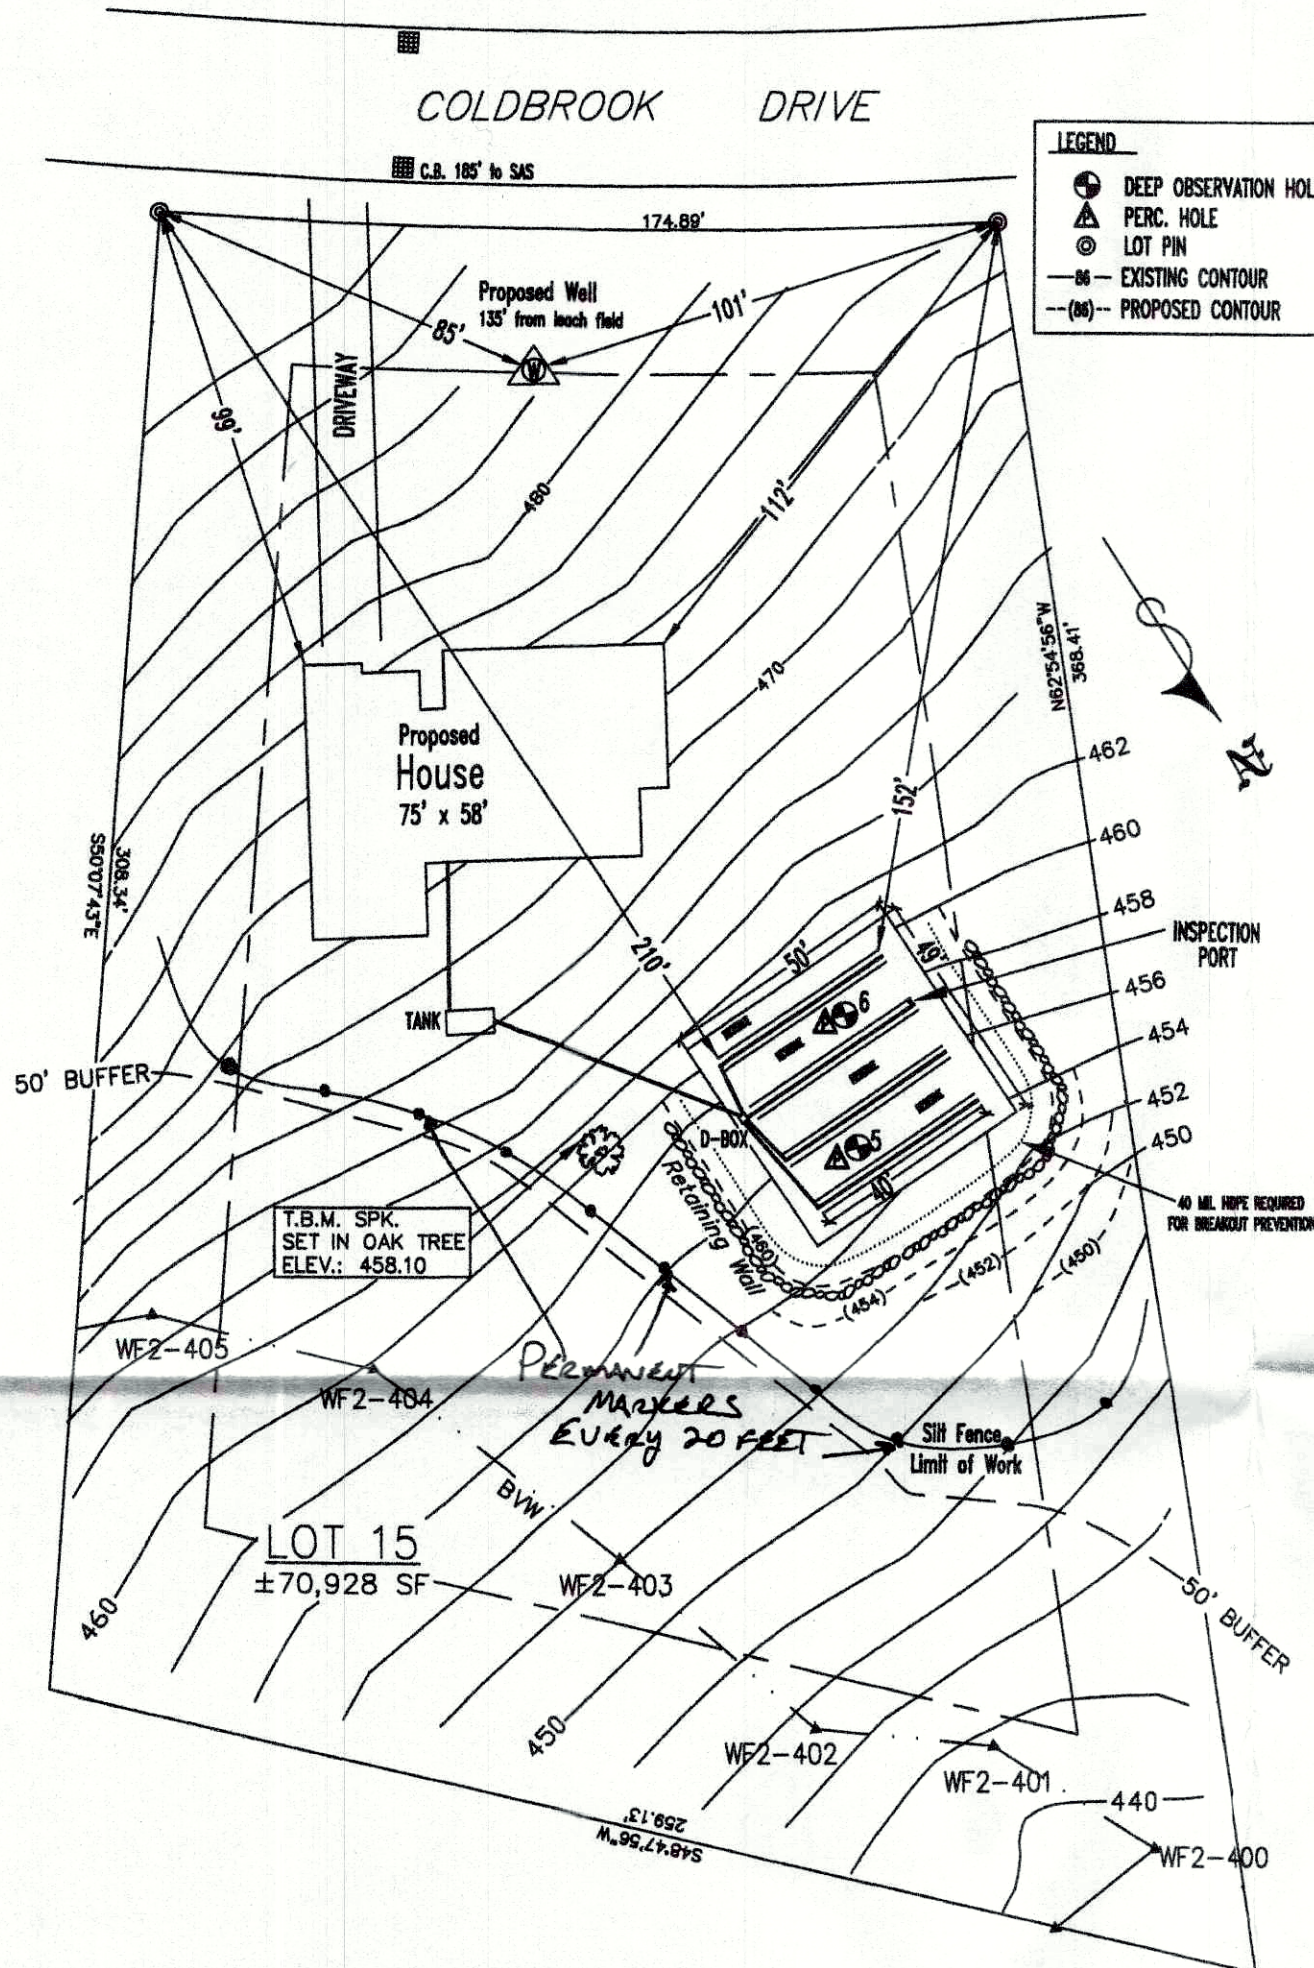 COLDBROOK DRIVE
C.B. 185' to SAS
LEGEND
DEEP OBSERVATION HOL
PERC. HOLE
LOT PIN
—86— EXISTING CONTOUR
--(86)-- PROPOSED CONTOUR
174.89'
Proposed Well
135' from leach field
85'
101'
W
DRIVEWAY
99'
480
112'
470
N62°54'56"W
368.41'
N
Proposed
House
75' x 58'
462
152'
460
308.34'
S50°07'43"E
458
INSPECTION
PORT
50'
49'
210'
456
6
TANK
454
50' BUFFER
452
D-BOX
5
450
40'
Retaining Wall
40 MIL HDPE REQUIRED
FOR BREAKOUT PREVENTION
T.B.M. SPK.
SET IN OAK TREE
ELEV.: 458.10
(460)
(452)
(450)
(454)
WF2-405
WF2-404
PERMANENT
MARKERS
EVERY 20 FEET
Silt Fence
Limit of Work
BVW
LOT 15
±70,928 SF
WF2-403
50' BUFFER
460
450
WF2-402
WF2-401
440
259.13'
S48°47'56"W
WF2-400